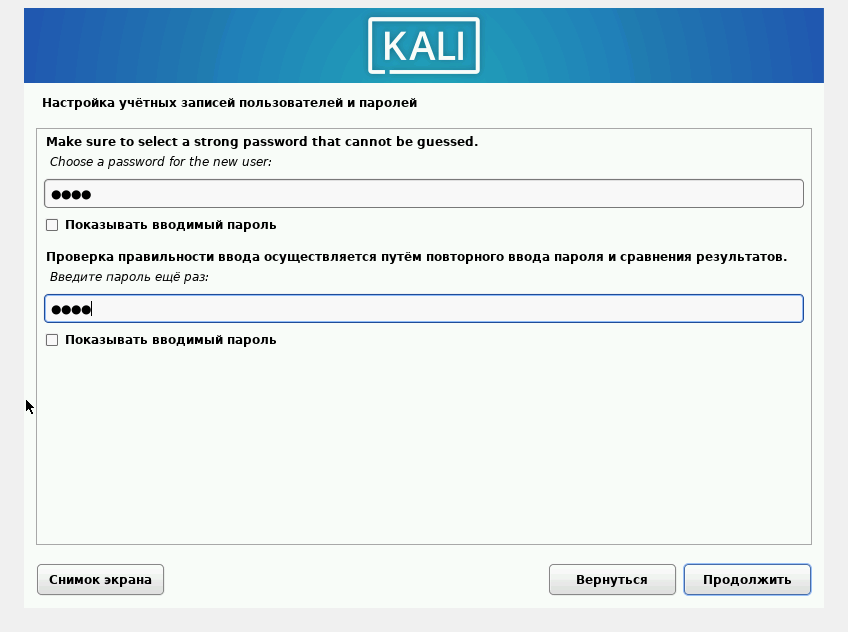 KALI
Настройка учётных записей пользователей и паролей
Make sure to select a strong password that cannot be guessed.
Choose a password for the new user:
●●●●
Показывать вводимый пароль
Проверка правильности ввода осуществляется путём повторного ввода пароля и сравнения результатов.
Введите пароль ещё раз:
●●●●
Показывать вводимый пароль
Снимок экрана
Вернуться
Продолжить